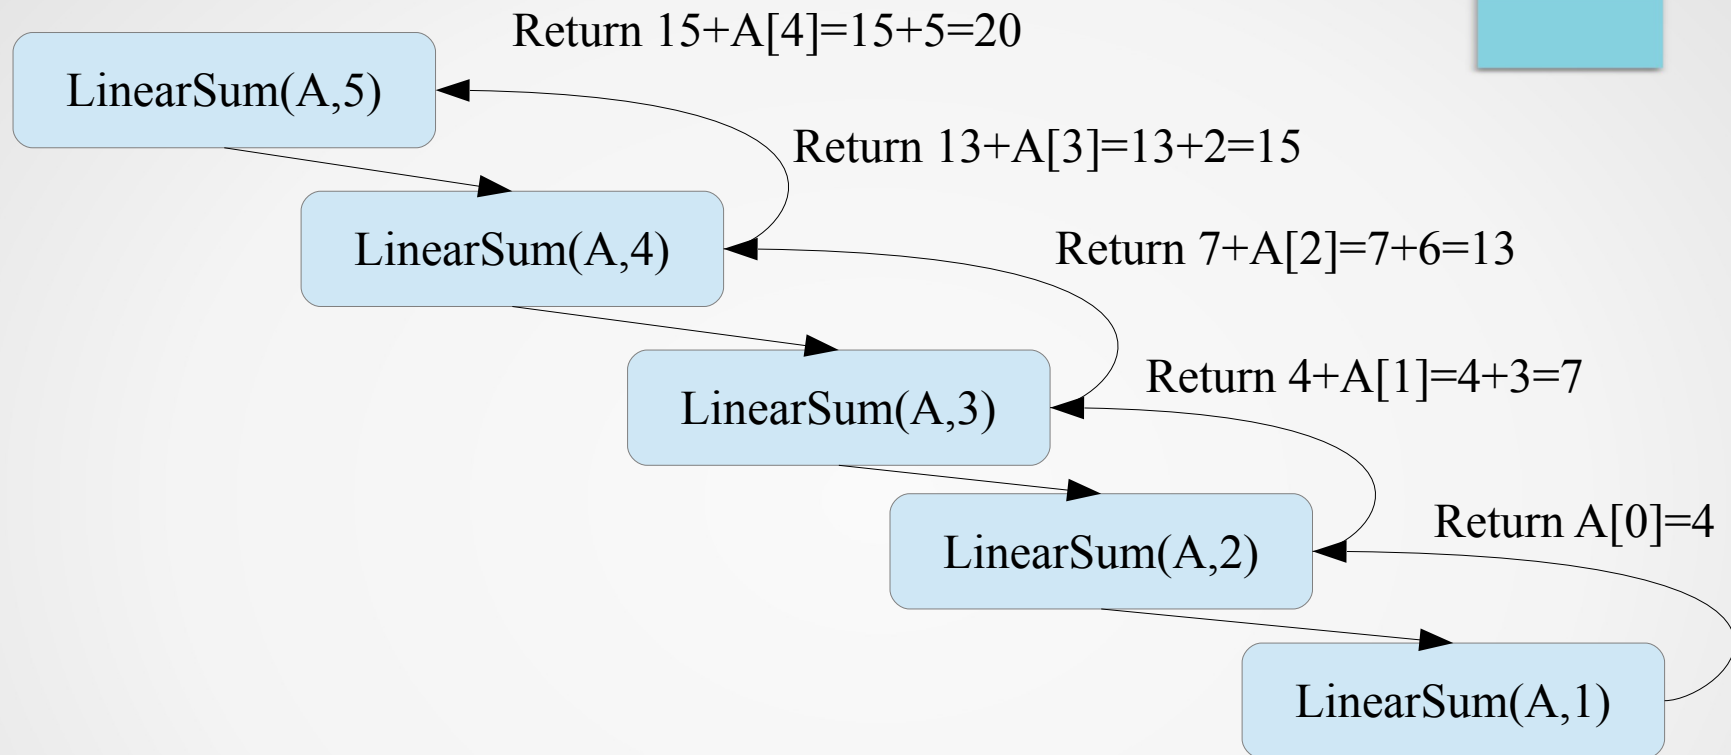 Return 15+A[4]=15+5=20
LinearSum(A,5)
Return 13+A[3]=13+2=15
LinearSum(A,4)
Return 7+A[2]=7+6=13
LinearSum(A,3)
Return 4+A[1]=4+3=7
LinearSum(A,2)
Return A[0]=4
LinearSum(A,1)